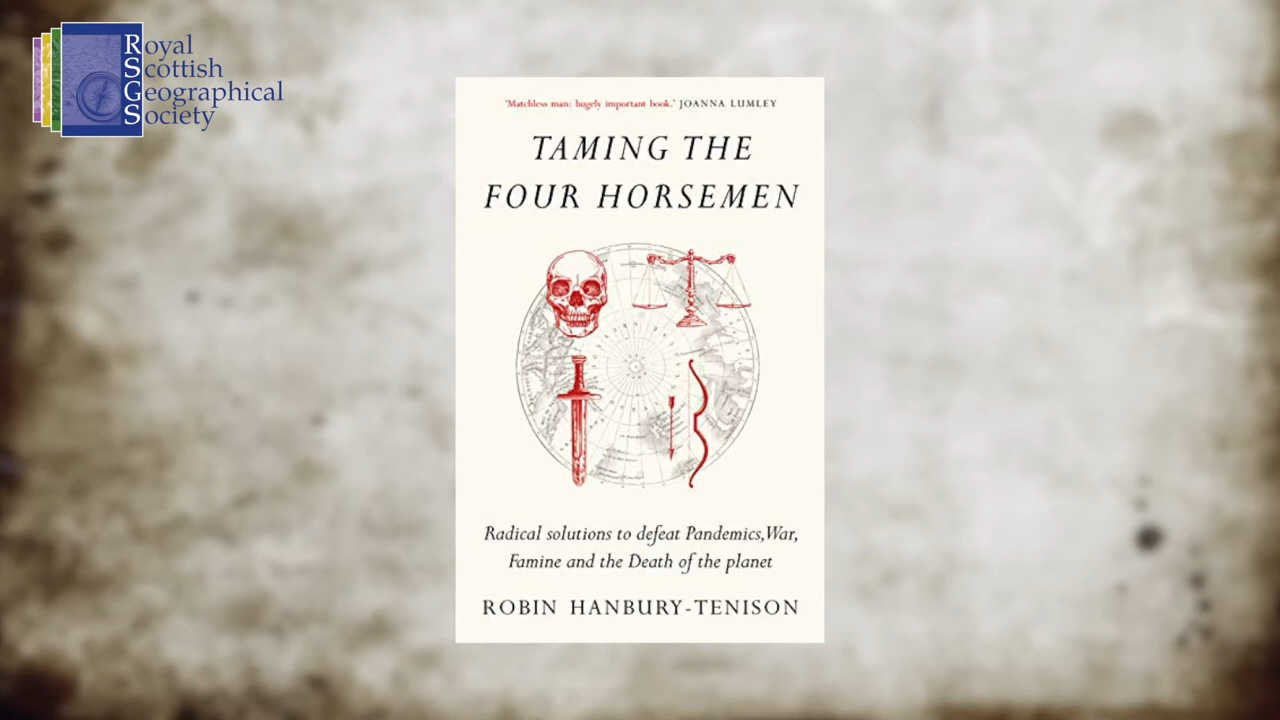 Royal
Scottish
Geographical
Society
'Matchless man: hugely important book.' JOANNA LUMLEY
TAMING THE
FOUR HORSEMEN
Radical solutions to defeat Pandemics,War,
Famine and the Death of the planet
ROBIN HANBURY-TENISON